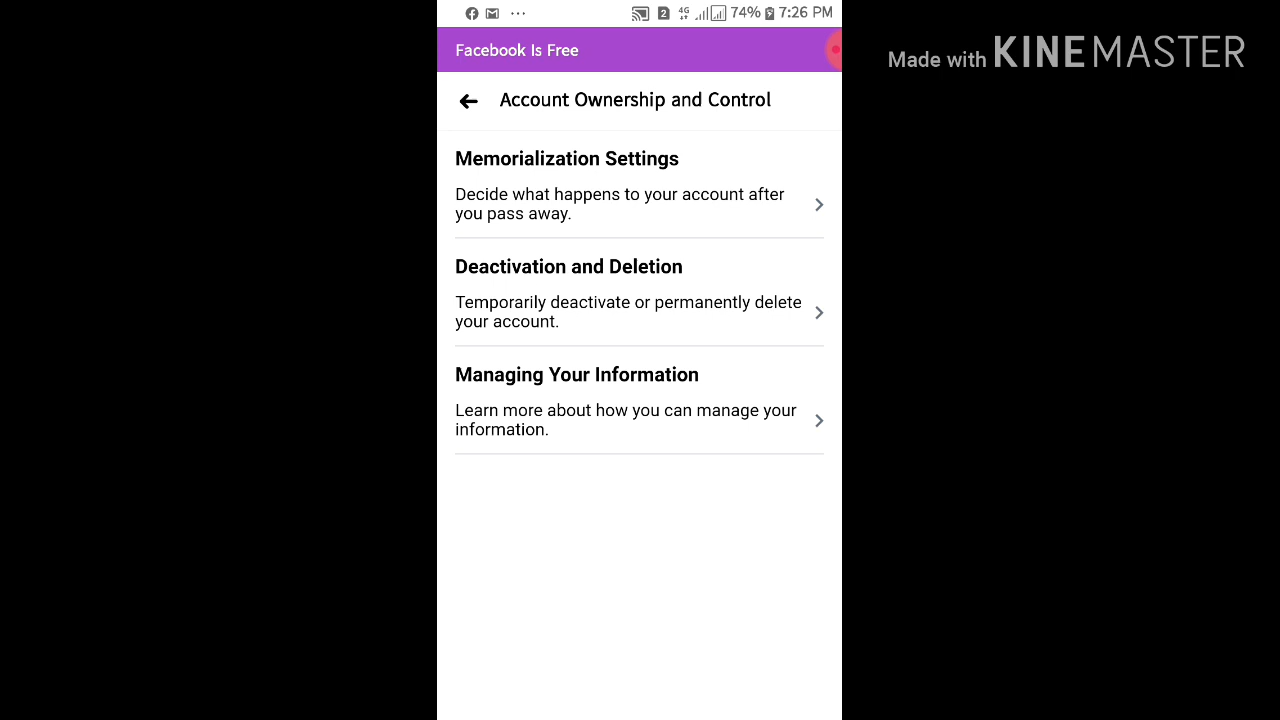 2 4G 74% 7:26 PM
Facebook Is Free
Made with KINEMASTER
Account Ownership and Control
Memorialization Settings
Decide what happens to your account after
you pass away.
Deactivation and Deletion
Temporarily deactivate or permanently delete
your account.
Managing Your Information
Learn more about how you can manage your
information.